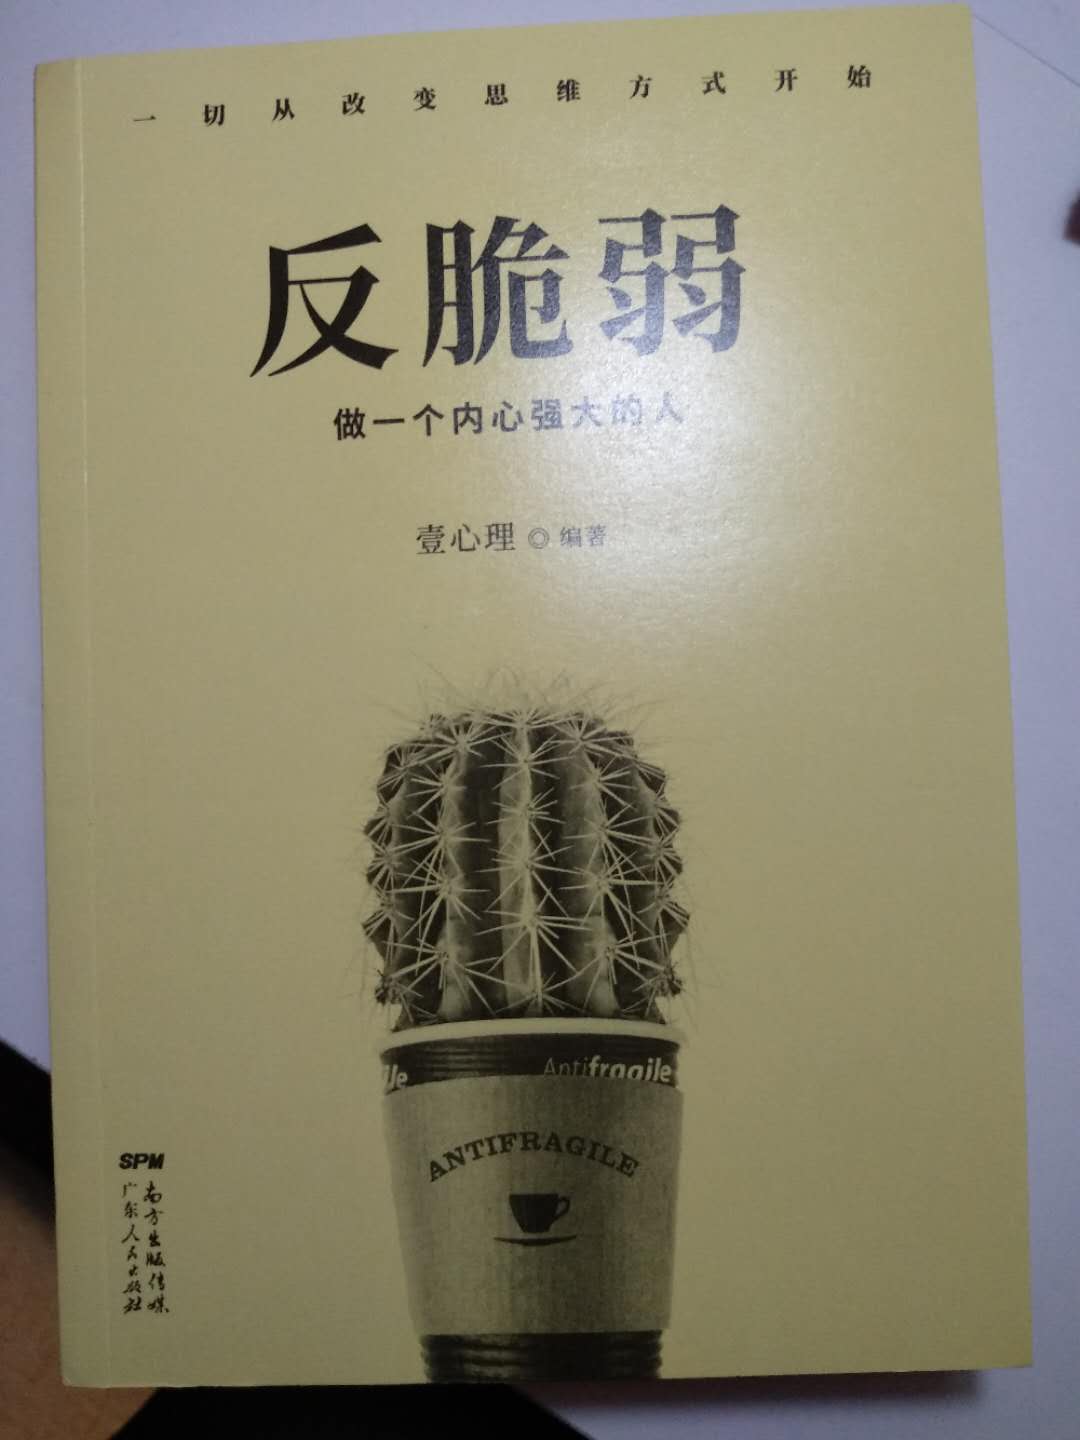 一切从改变思维方式开始
反脆弱
做一个内心强大的人
壹心理◎编著
Antifragile
ANTIFRAGILE
SPM
南方出版传媒
广东人民出版社